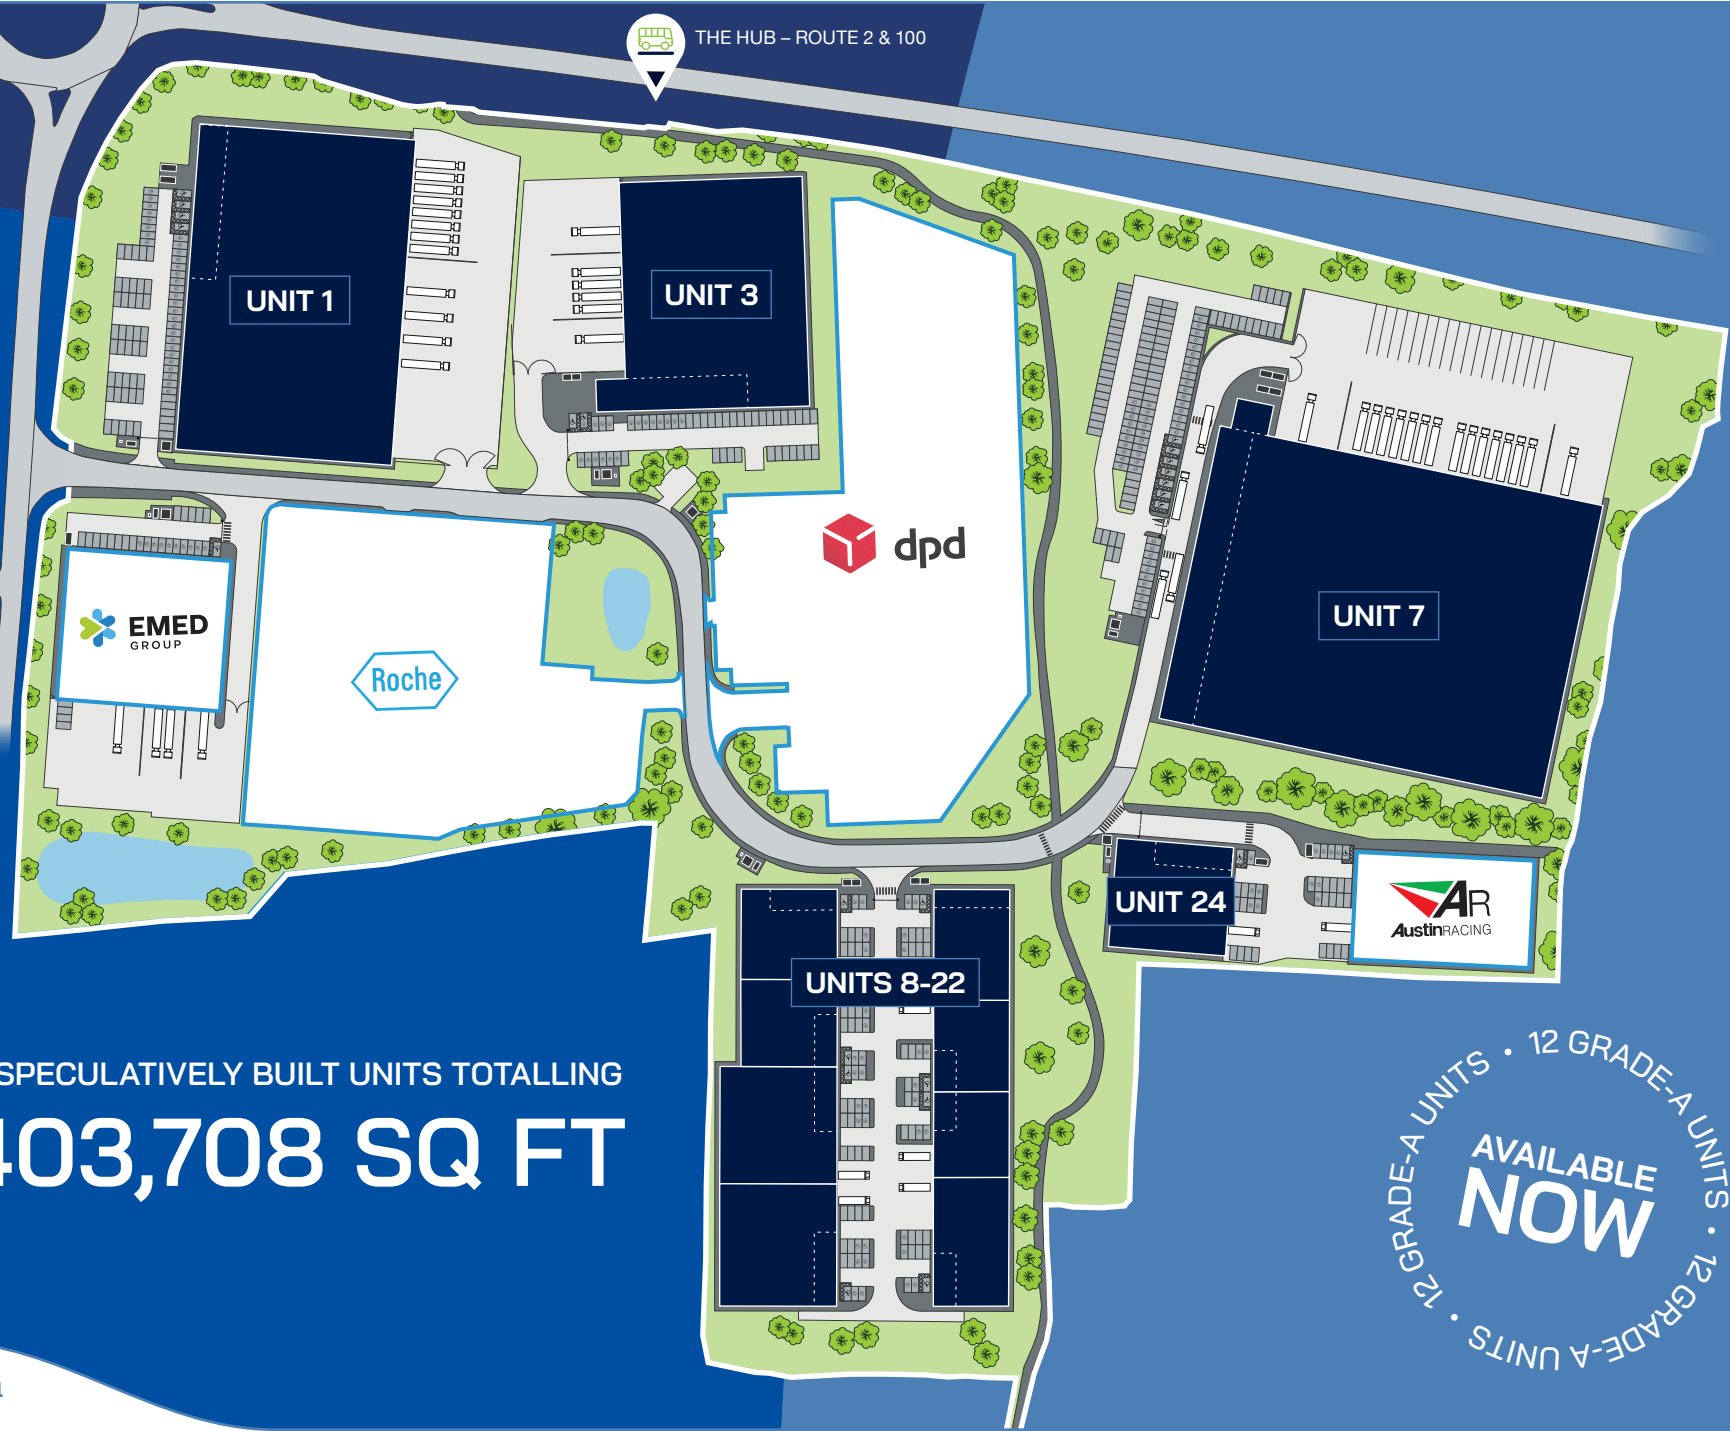 THE HUB – ROUTE 2 & 100
UNIT 1
UNIT 3
dpd
UNIT 7
EMED
GROUP
Roche
UNIT 24
AR
AustinRACING
UNITS 8-22
SPECULATIVELY BUILT UNITS TOTALLING
403,708 SQ FT
12 GRADE-A UNITS • 12 GRADE-A UNITS • 12 GRADE-A UNITS •
AVAILABLE
NOW